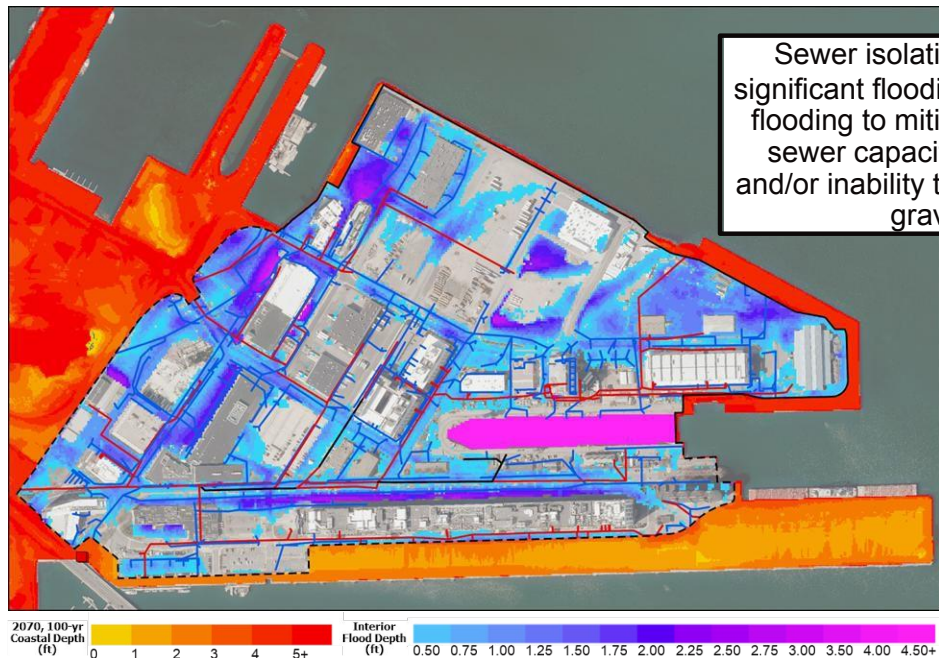 Sewer isolati
significant floodi
flooding to miti
sewer capaci
and/or inability t
grav
2070, 100-yr
Coastal Depth
(ft)
0 1 2 3 4 5+
Interior
Flood Depth
(ft)
0.50 0.75 1.00 1.25 1.50 1.75 2.00 2.25 2.50 3.00 3.50 4.00 4.50+